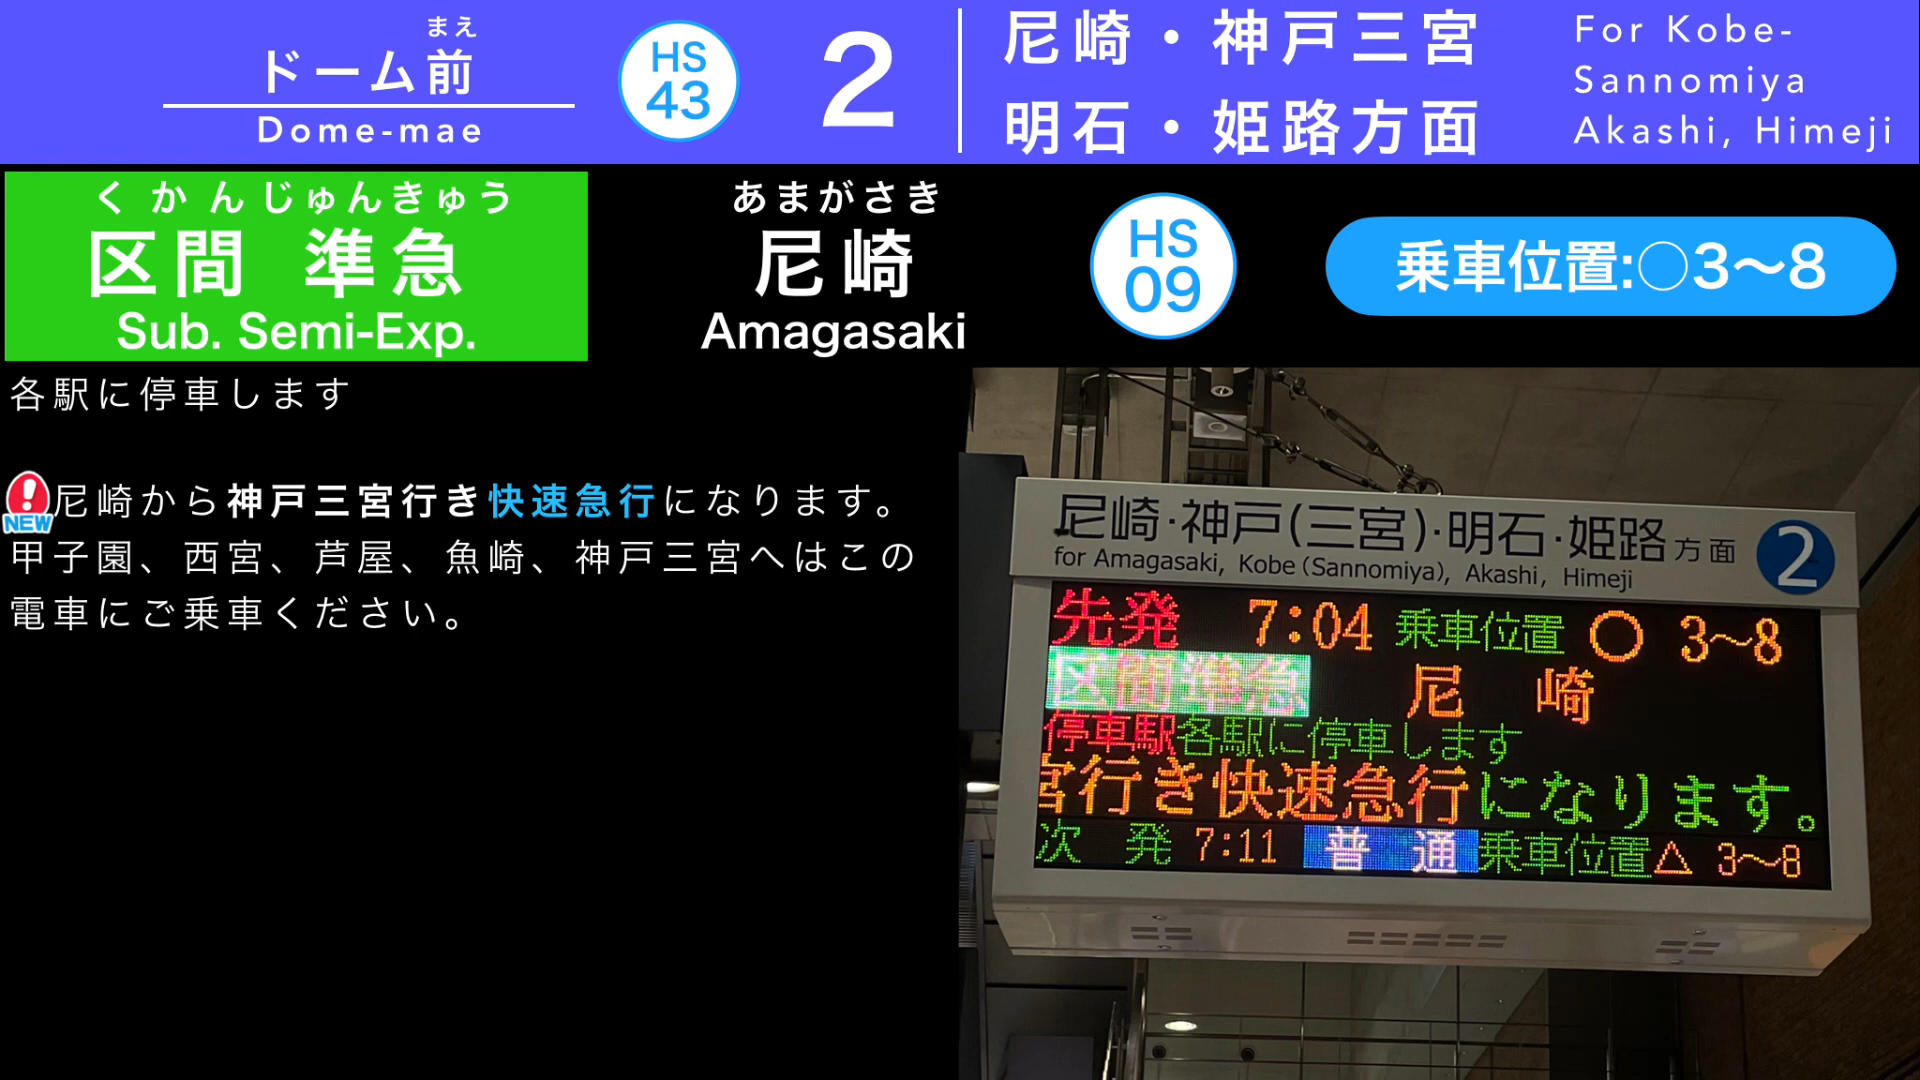 まえ
ドーム前
Dome-mae
HS
43
2
尼崎・神戸三宮
明石・姫路方面
For Kobe-
Sannomiya
Akashi, Himeji
くかんじゅんきゅう
区間 準急
Sub. Semi-Exp.
あまがさき
尼崎
Amagasaki
HS
09
乗車位置:○3〜8
各駅に停車します
NEW
尼崎から神戸三宮行き快速急行になります。
甲子園、西宮、芦屋、魚崎、神戸三宮へはこの
電車にご乗車ください。
尼崎・神戸(三宮)・明石・姫路方面
for Amagasaki, Kobe (Sannomiya), Akashi, Himeji
2
先発 7:04 乗車位置 ○ 3〜8
区間準急 尼崎
停車駅各駅に停車します
宮行き快速急行になります。
次発 7:11 普通 乗車位置△ 3〜8